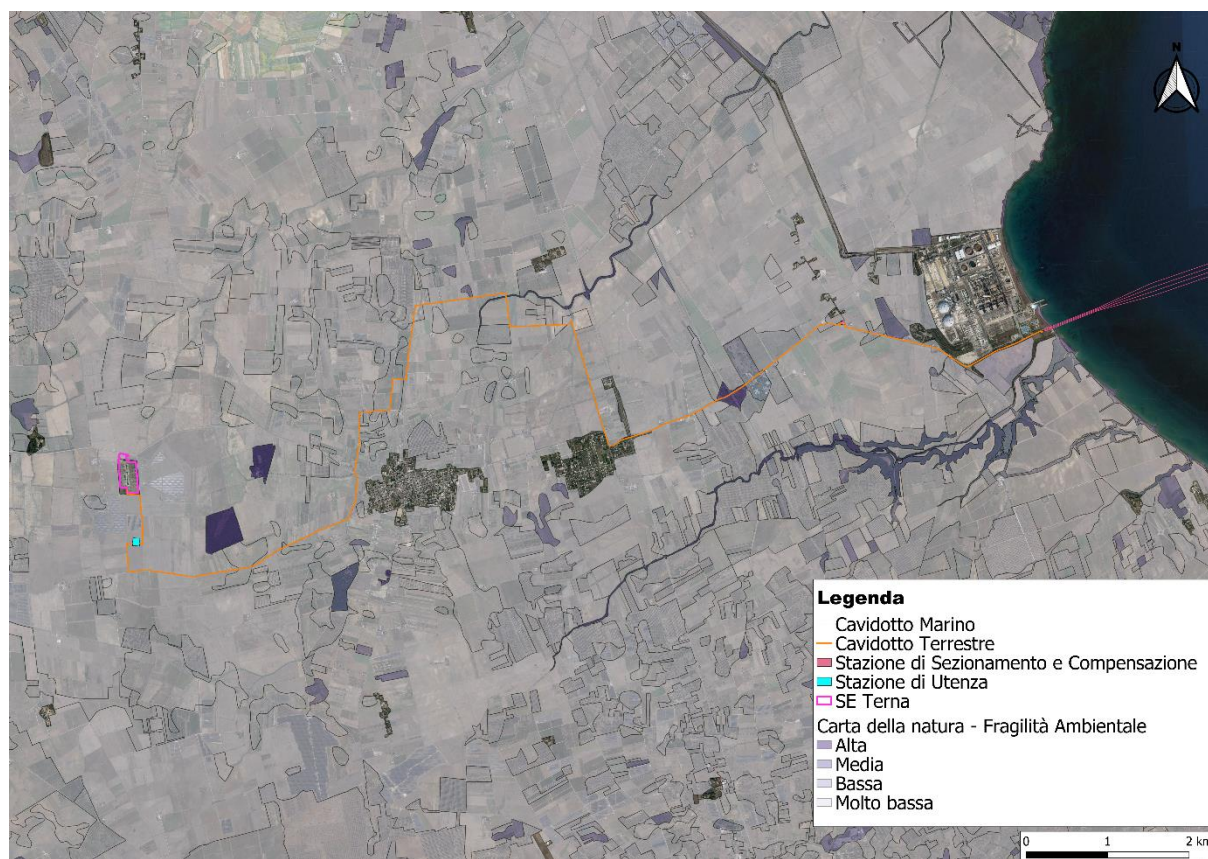 N
Legenda
Cavidotto Marino
Cavidotto Terrestre
Stazione di Sezionamento e Compensazione
Stazione di Utenza
SE Terna
Carta della natura - Fragilità Ambientale
Alta
Media
Bassa
Molto bassa
0 1 2 km